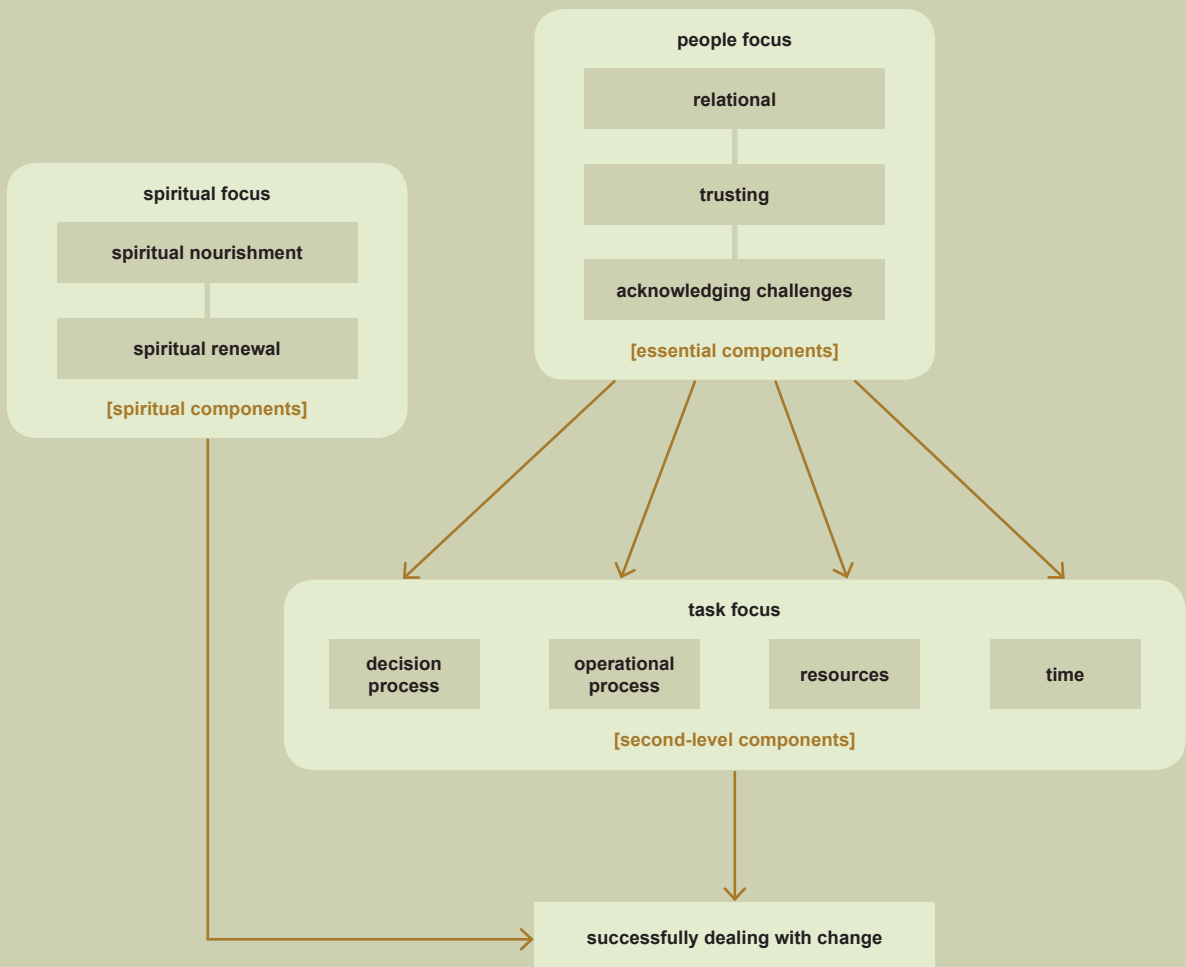 people focus
relational
trusting
acknowledging challenges
[essential components]
spiritual focus
spiritual nourishment
spiritual renewal
[spiritual components]
task focus
decision
process
operational
process
resources
time
[second-level components]
successfully dealing with change